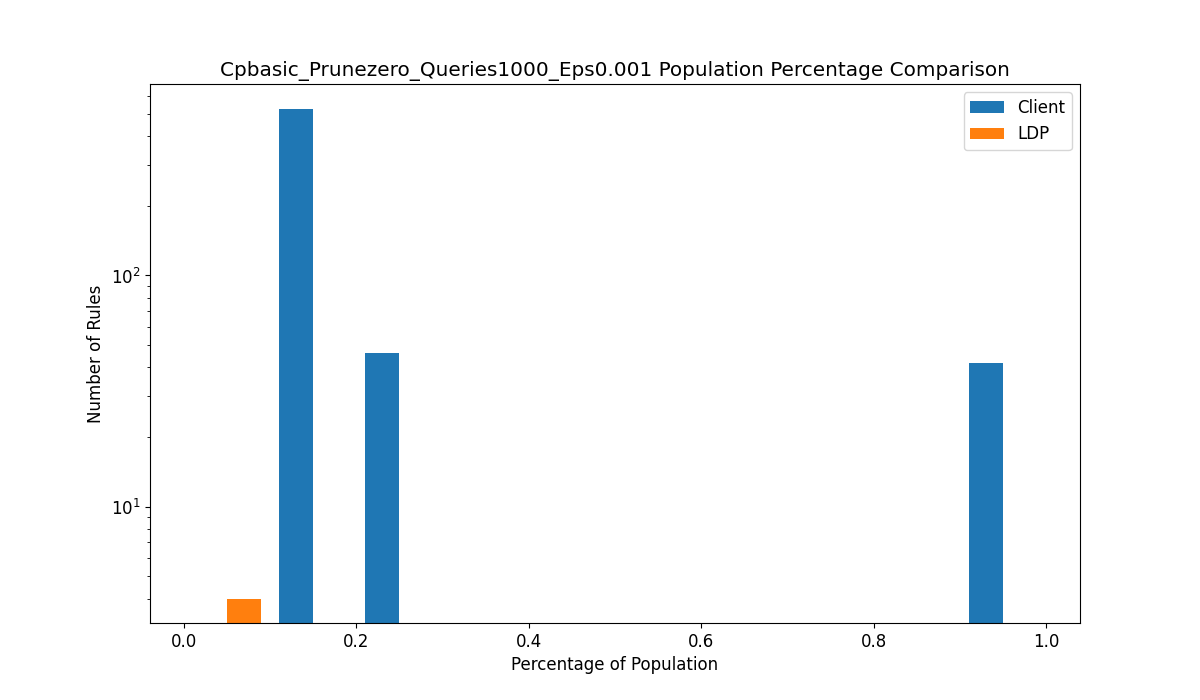 Cpbasic_Prunezero_Queries1000_Eps0.001 Population Percentage Comparison
Client
LDP
Number of Rules
10²
10¹
0.0 0.2 0.4 0.6 0.8 1.0
Percentage of Population